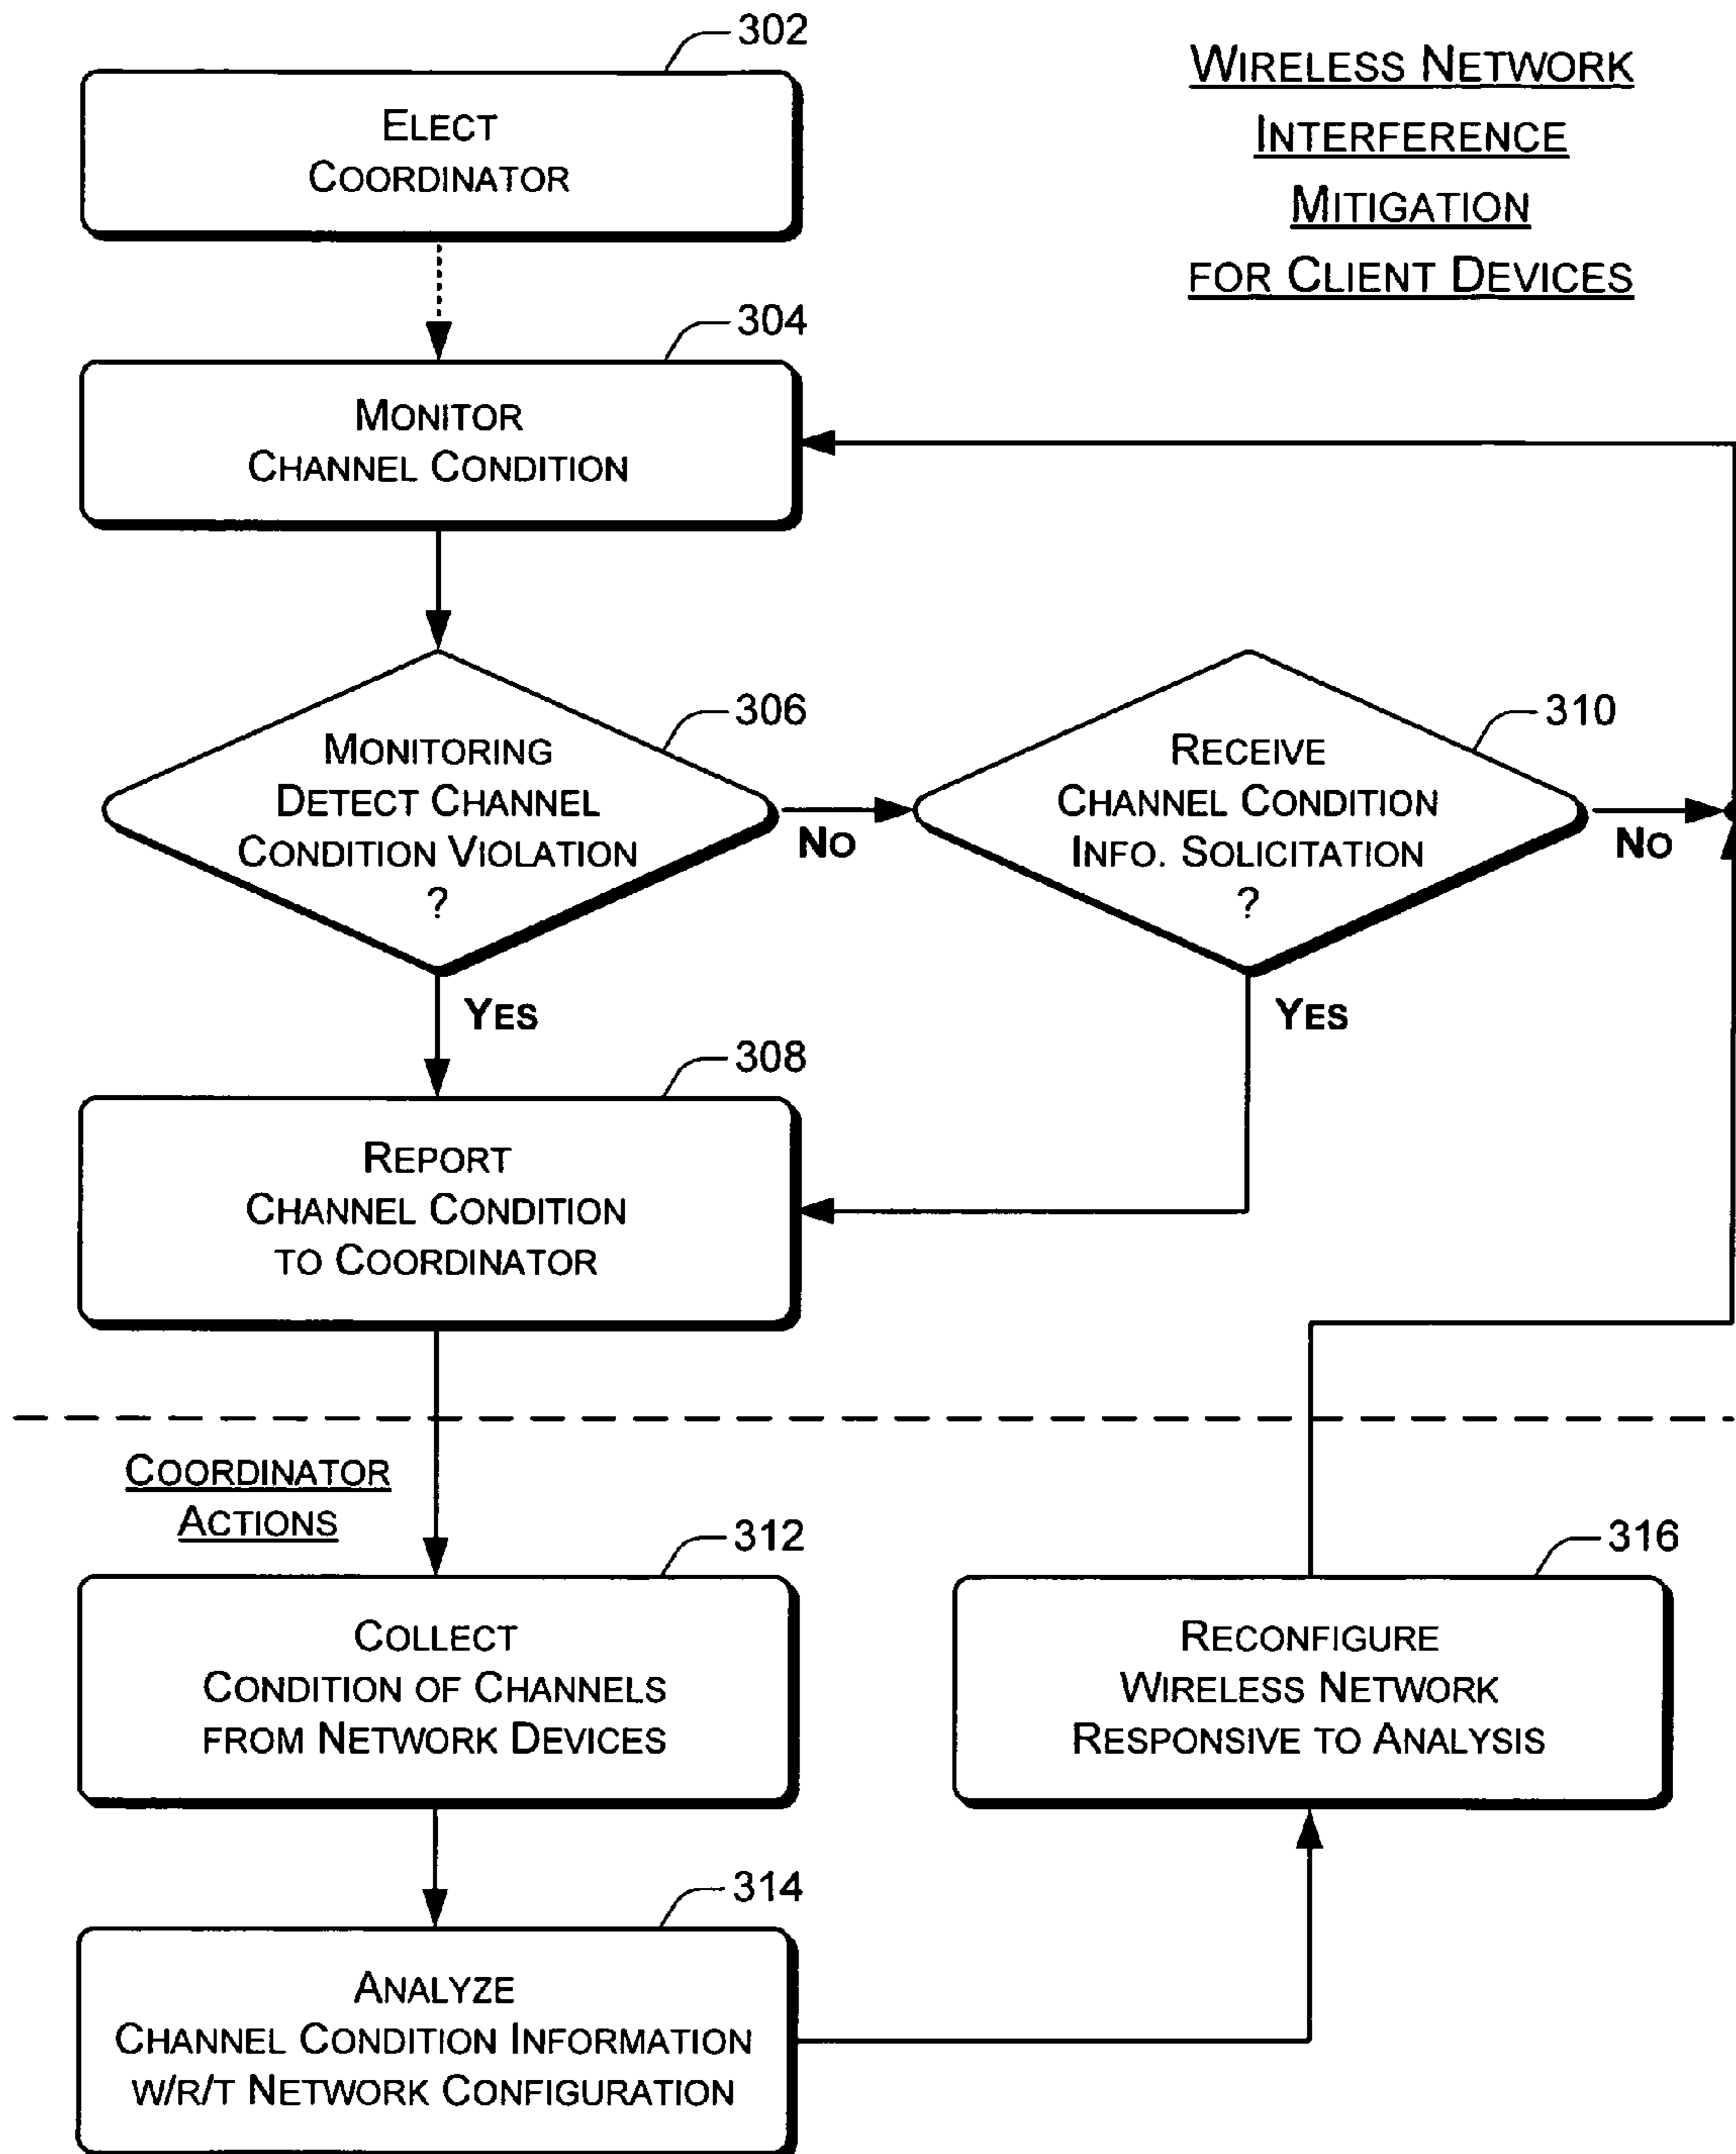 302
WIRELESS NETWORK
INTERFERENCE
MITIGATION
FOR CLIENT DEVICES
ELECT
COORDINATOR
304
MONITOR
CHANNEL CONDITION
306
MONITORING
DETECT CHANNEL
CONDITION VIOLATION
?
NO
310
RECEIVE
CHANNEL CONDITION
INFO. SOLICITATION
?
NO
YES
YES
308
REPORT
CHANNEL CONDITION
TO COORDINATOR
COORDINATOR
ACTIONS
312
COLLECT
CONDITION OF CHANNELS
FROM NETWORK DEVICES
316
RECONFIGURE
WIRELESS NETWORK
RESPONSIVE TO ANALYSIS
314
ANALYZE
CHANNEL CONDITION INFORMATION
W/R/T NETWORK CONFIGURATION